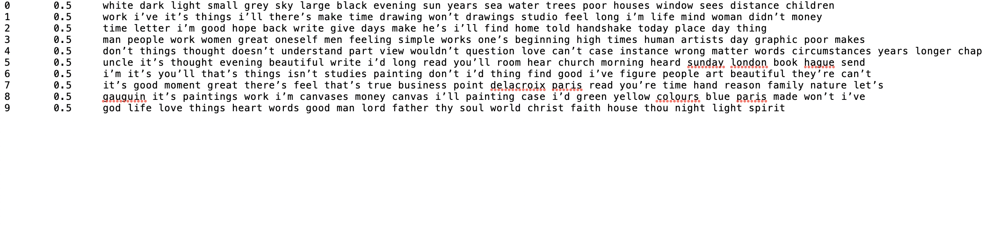 0 0.5 white dark light small grey sky large black evening sun years sea water trees poor houses window sees distance children
1 0.5 work i’ve it’s things i’ll there’s make time drawing won’t drawings studio feel long i’m life mind woman didn’t money
2 0.5 time letter i’m good hope back write give days make he’s i’ll find home told handshake today place day thing
3 0.5 man people work women great oneself men feeling simple works one’s beginning high times human artists day graphic poor makes
4 0.5 don’t things thought doesn’t understand part view wouldn’t question love can’t case instance wrong matter words circumstances years longer chap
5 0.5 uncle it’s thought evening beautiful write i’d long read you’ll room hear church morning heard sunday london book hague send
6 0.5 i’m it’s you’ll that’s things isn’t studies painting don’t i’d thing find good i’ve figure people art beautiful they’re can’t
7 0.5 it’s good moment great there’s feel that’s true business point delacroix paris read you’re time hand reason family nature let’s
8 0.5 gauguin it’s paintings work i’m canvases money canvas i’ll painting case i’d green yellow colours blue paris made won’t i’ve
9 0.5 god life love things heart words good man lord father thy soul world christ faith house thou night light spirit